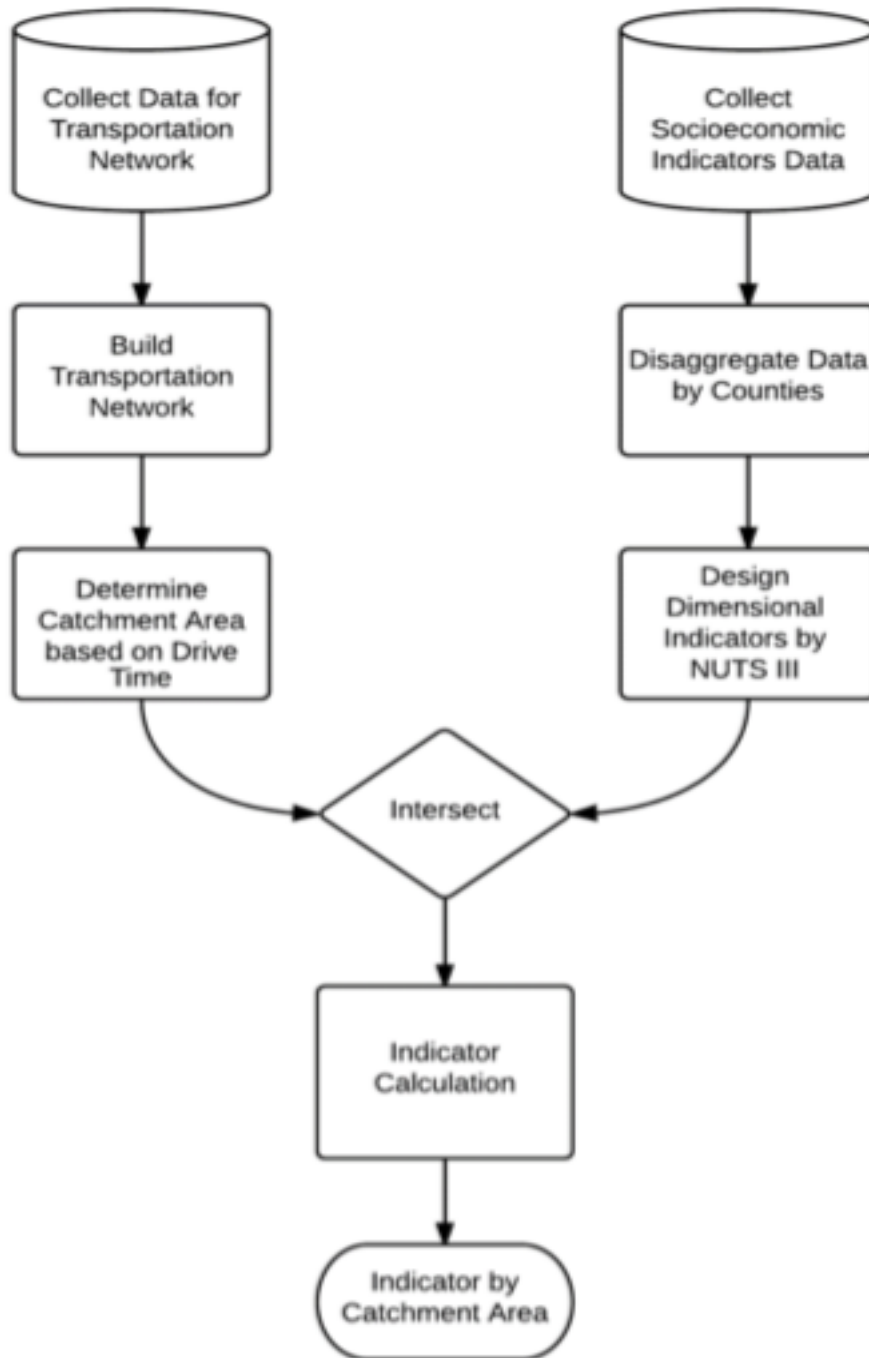 Collect Data for
Transportation
Network
Collect
Socioeconomic
Indicators Data
Build
Transportation
Network
Disaggregate Data
by Counties
Determine
Catchment Area
based on Drive
Time
Design
Dimensional
Indicators by
NUTS III
Intersect
Indicator
Calculation
Indicator by
Catchment Area